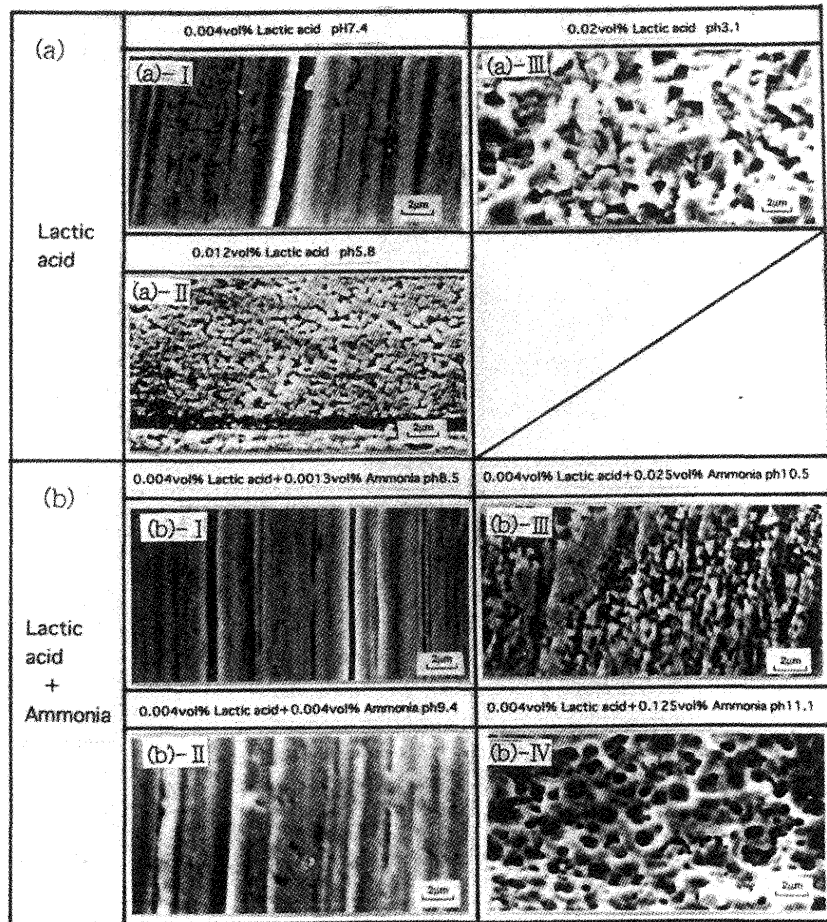 (a)
Lactic
acid
0.004vol% Lactic acid pH7.4
(a)-I
2μm
0.02vol% Lactic acid ph3.1
(a)-III
2μm
0.012vol% Lactic acid ph5.8
(a)-II
2μm
(b)
Lactic
acid
+
Ammonia
0.004vol% Lactic acid+0.0013vol% Ammonia ph8.5
(b)-I
2μm
0.004vol% Lactic acid+0.025vol% Ammonia ph10.5
(b)-III
2μm
0.004vol% Lactic acid+0.004vol% Ammonia ph9.4
(b)-II
2μm
0.004vol% Lactic acid+0.125vol% Ammonia ph11.1
(b)-IV
2μm